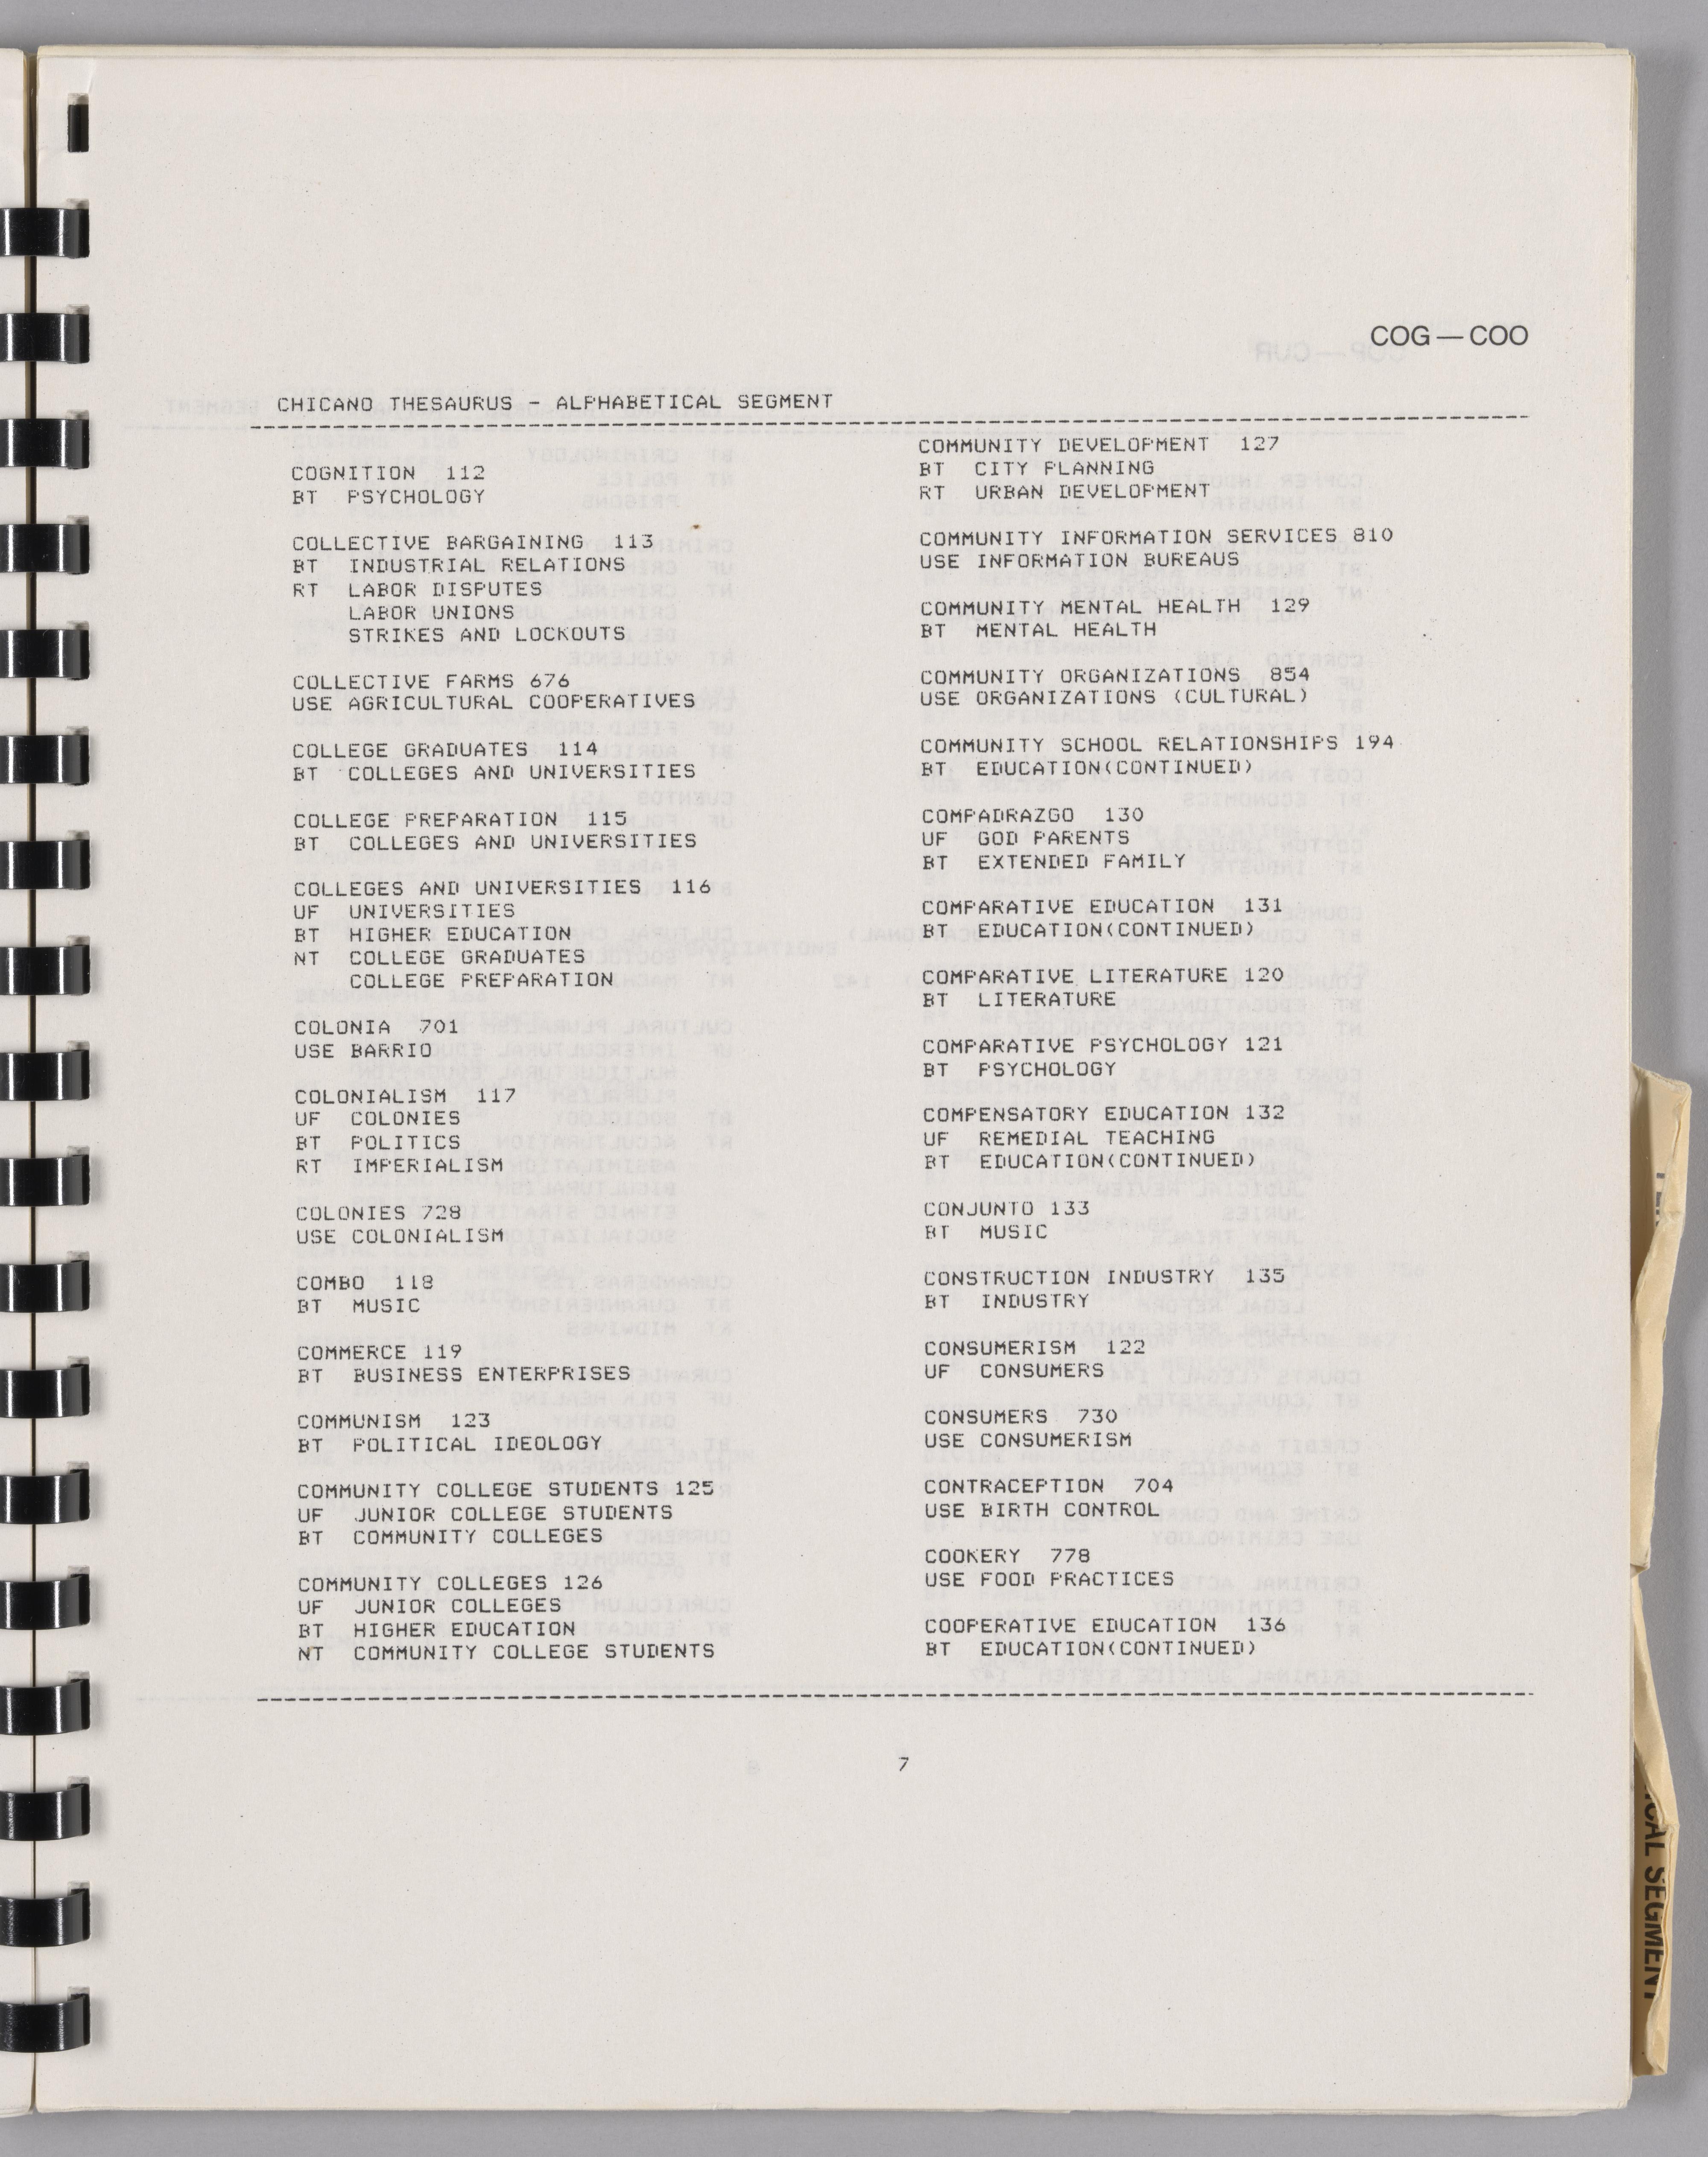 COG — COO
CHICANO THESAURUS - ALPHABETICAL SEGMENT
COGNITION 112
BT PSYCHOLOGY
COLLECTIVE BARGAINING 113
BT INDUSTRIAL RELATIONS
RT LABOR DISPUTES
LABOR UNIONS
STRIKES AND LOCKOUTS
COLLECTIVE FARMS 676
USE AGRICULTURAL COOPERATIVES
COLLEGE GRADUATES 114
BT COLLEGES AND UNIVERSITIES
COLLEGE PREPARATION 115
BT COLLEGES AND UNIVERSITIES
COLLEGES AND UNIVERSITIES 116
UF UNIVERSITIES
BT HIGHER EDUCATION
NT COLLEGE GRADUATES
COLLEGE PREPARATION
COLONIA 701
USE BARRIO
COLONIALISM 117
UF COLONIES
BT POLITICS
RT IMPERIALISM
COLONIES 728
USE COLONIALISM
COMBO 118
BT MUSIC
COMMERCE 119
BT BUSINESS ENTERPRISES
COMMUNISM 123
BT POLITICAL IDEOLOGY
COMMUNITY COLLEGE STUDENTS 125
UF JUNIOR COLLEGE STUDENTS
BT COMMUNITY COLLEGES
COMMUNITY COLLEGES 126
UF JUNIOR COLLEGES
BT HIGHER EDUCATION
NT COMMUNITY COLLEGE STUDENTS
COMMUNITY DEVELOPMENT 127
BT CITY PLANNING
RT URBAN DEVELOPMENT
COMMUNITY INFORMATION SERVICES 810
USE INFORMATION BUREAUS
COMMUNITY MENTAL HEALTH 129
BT MENTAL HEALTH
COMMUNITY ORGANIZATIONS 854
USE ORGANIZATIONS (CULTURAL)
COMMUNITY SCHOOL RELATIONSHIPS 194
BT EDUCATION(CONTINUED)
COMPADRAZGO 130
UF GOD PARENTS
BT EXTENDED FAMILY
COMPARATIVE EDUCATION 131
BT EDUCATION(CONTINUED)
COMPARATIVE LITERATURE 120
BT LITERATURE
COMPARATIVE PSYCHOLOGY 121
BT PSYCHOLOGY
COMPENSATORY EDUCATION 132
UF REMEDIAL TEACHING
BT EDUCATION(CONTINUED)
CONJUNTO 133
BT MUSIC
CONSTRUCTION INDUSTRY 135
BT INDUSTRY
CONSUMERISM 122
UF CONSUMERS
CONSUMERS 730
USE CONSUMERISM
CONTRACEPTION 704
USE BIRTH CONTROL
COOKERY 778
USE FOOD PRACTICES
COOPERATIVE EDUCATION 136
BT EDUCATION(CONTINUED)
7
SEGMENT